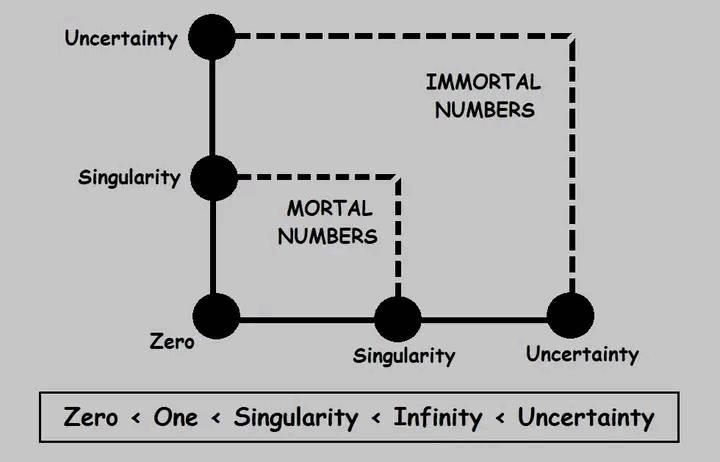 Uncertainty
IMMORTAL
NUMBERS
Singularity
MORTAL
NUMBERS
Zero
Singularity
Uncertainty
Zero < One < Singularity < Infinity < Uncertainty